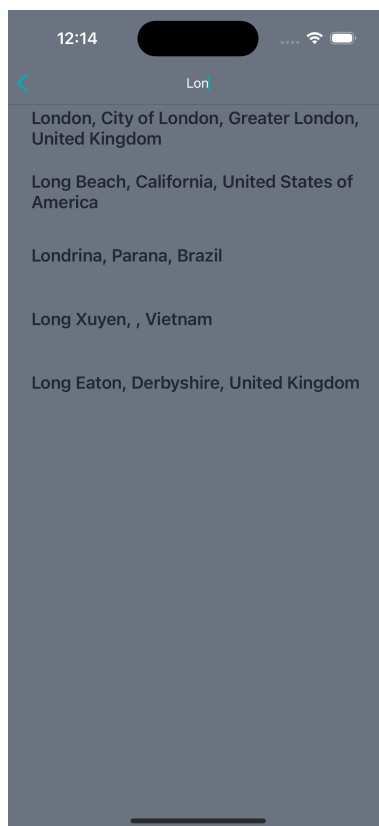 12:14
Lon
London, City of London, Greater London,
United Kingdom
Long Beach, California, United States of
America
Londrina, Parana, Brazil
Long Xuyen, , Vietnam
Long Eaton, Derbyshire, United Kingdom